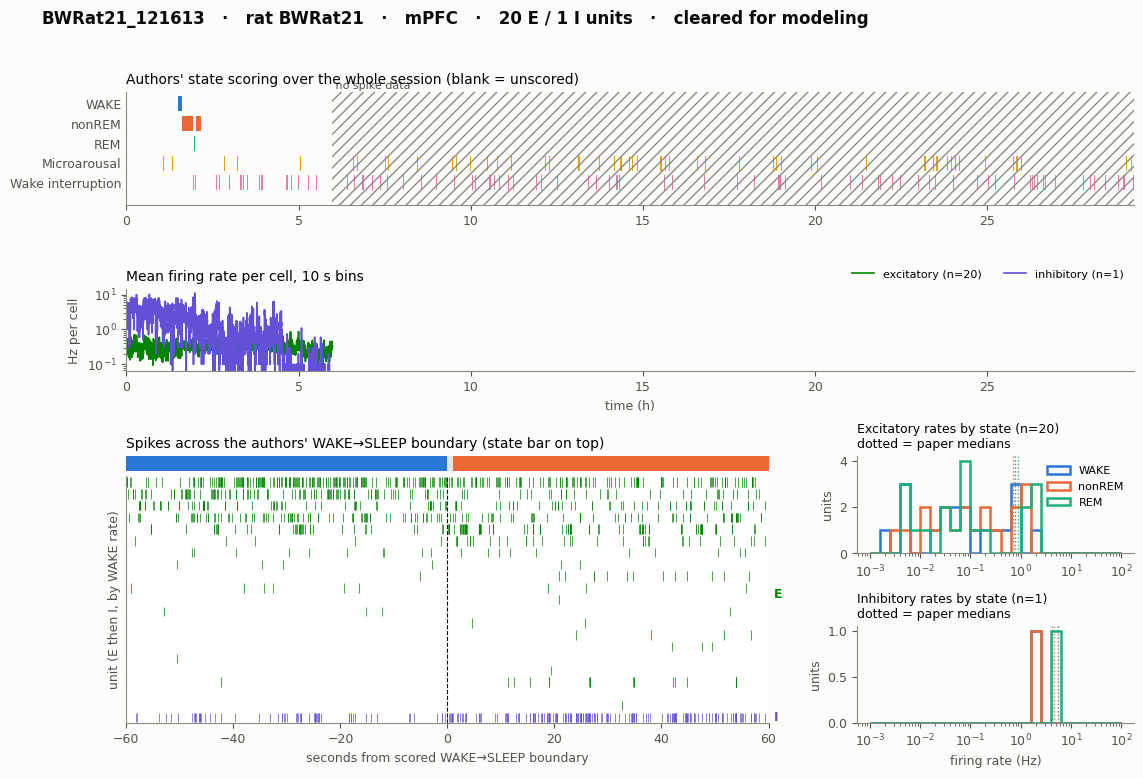 BWRat21_121613   ·   rat BWRat21   ·   mPFC   ·   20 E / 1 I units   ·   cleared for modeling
Authors' state scoring over the whole session (blank = unscored)
no spike data
WAKE
nonREM
REM
Microarousal
Wake interruption
0 5 10 15 20 25
Mean firing rate per cell, 10 s bins
excitatory (n=20) inhibitory (n=1)
Hz per cell
10¹
10⁰
10⁻¹
0 5 10 15 20 25
time (h)
Spikes across the authors' WAKE→SLEEP boundary (state bar on top)
unit (E then I, by WAKE rate)
E
I
−60 −40 −20 0 20 40 60
seconds from scored WAKE→SLEEP boundary
Excitatory rates by state (n=20)
dotted = paper medians
WAKE
nonREM
REM
units
4
2
0
10⁻³ 10⁻² 10⁻¹ 10⁰ 10¹ 10²
Inhibitory rates by state (n=1)
dotted = paper medians
units
1.0
0.5
0.0
10⁻³ 10⁻² 10⁻¹ 10⁰ 10¹ 10²
firing rate (Hz)